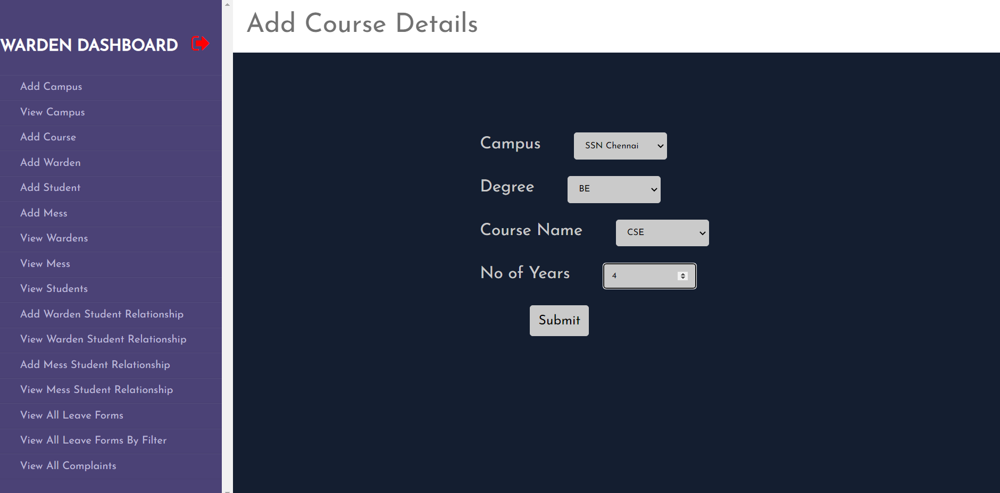 WARDEN DASHBOARD
Add Campus
View Campus
Add Course
Add Warden
Add Student
Add Mess
View Wardens
View Mess
View Students
Add Warden Student Relationship
View Warden Student Relationship
Add Mess Student Relationship
View Mess Student Relationship
View All Leave Forms
View All Leave Forms By Filter
View All Complaints
Add Course Details
Campus SSN Chennai
Degree BE
Course Name CSE
No of Years 4
Submit